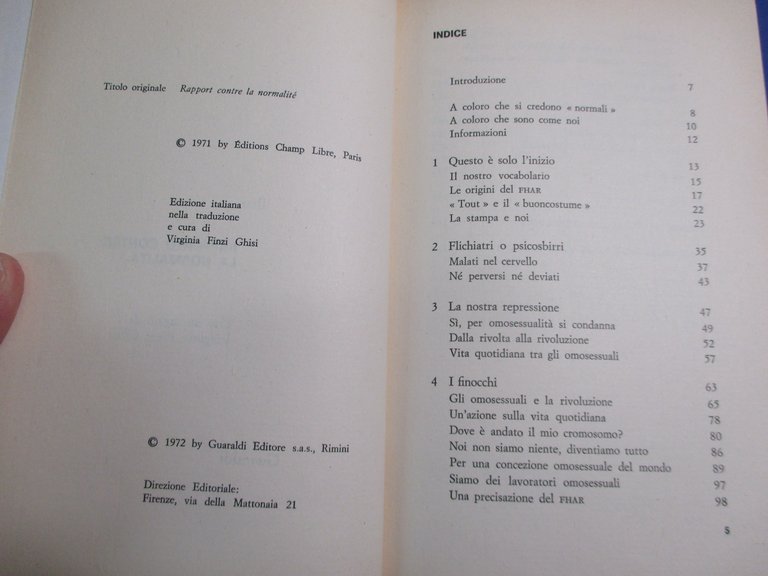 Titolo originale Rapport contre la normalité
© 1971 by Éditions Champ Libre, Paris
Edizione italiana
nella traduzione
e cura di
Virginia Finzi Ghisi
© 1972 by Guaraldi Editore s.a.s., Rimini
Direzione Editoriale:
Firenze, via della Mattonaia 21
INDICE
Introduzione 7
A coloro che si credono « normali » 8
A coloro che sono come noi 10
Informazioni 12
1 Questo è solo l'inizio 13
Il nostro vocabolario 15
Le origini del FHAR 17
« Tout » e il « buoncostume » 22
La stampa e noi 23
2 Flichiatri o psicosbirri 35
Malati nel cervello 37
Né perversi né deviati 43
3 La nostra repressione 47
Sì, per omosessualità si condanna 49
Dalla rivolta alla rivoluzione 52
Vita quotidiana tra gli omosessuali 57
4 I finocchi 63
Gli omosessuali e la rivoluzione 65
Un'azione sulla vita quotidiana 78
Dove è andato il mio cromosomo? 80
Noi non siamo niente, diventiamo tutto 86
Per una concezione omosessuale del mondo 89
Siamo dei lavoratori omosessuali 97
Una precisazione del FHAR 98
5